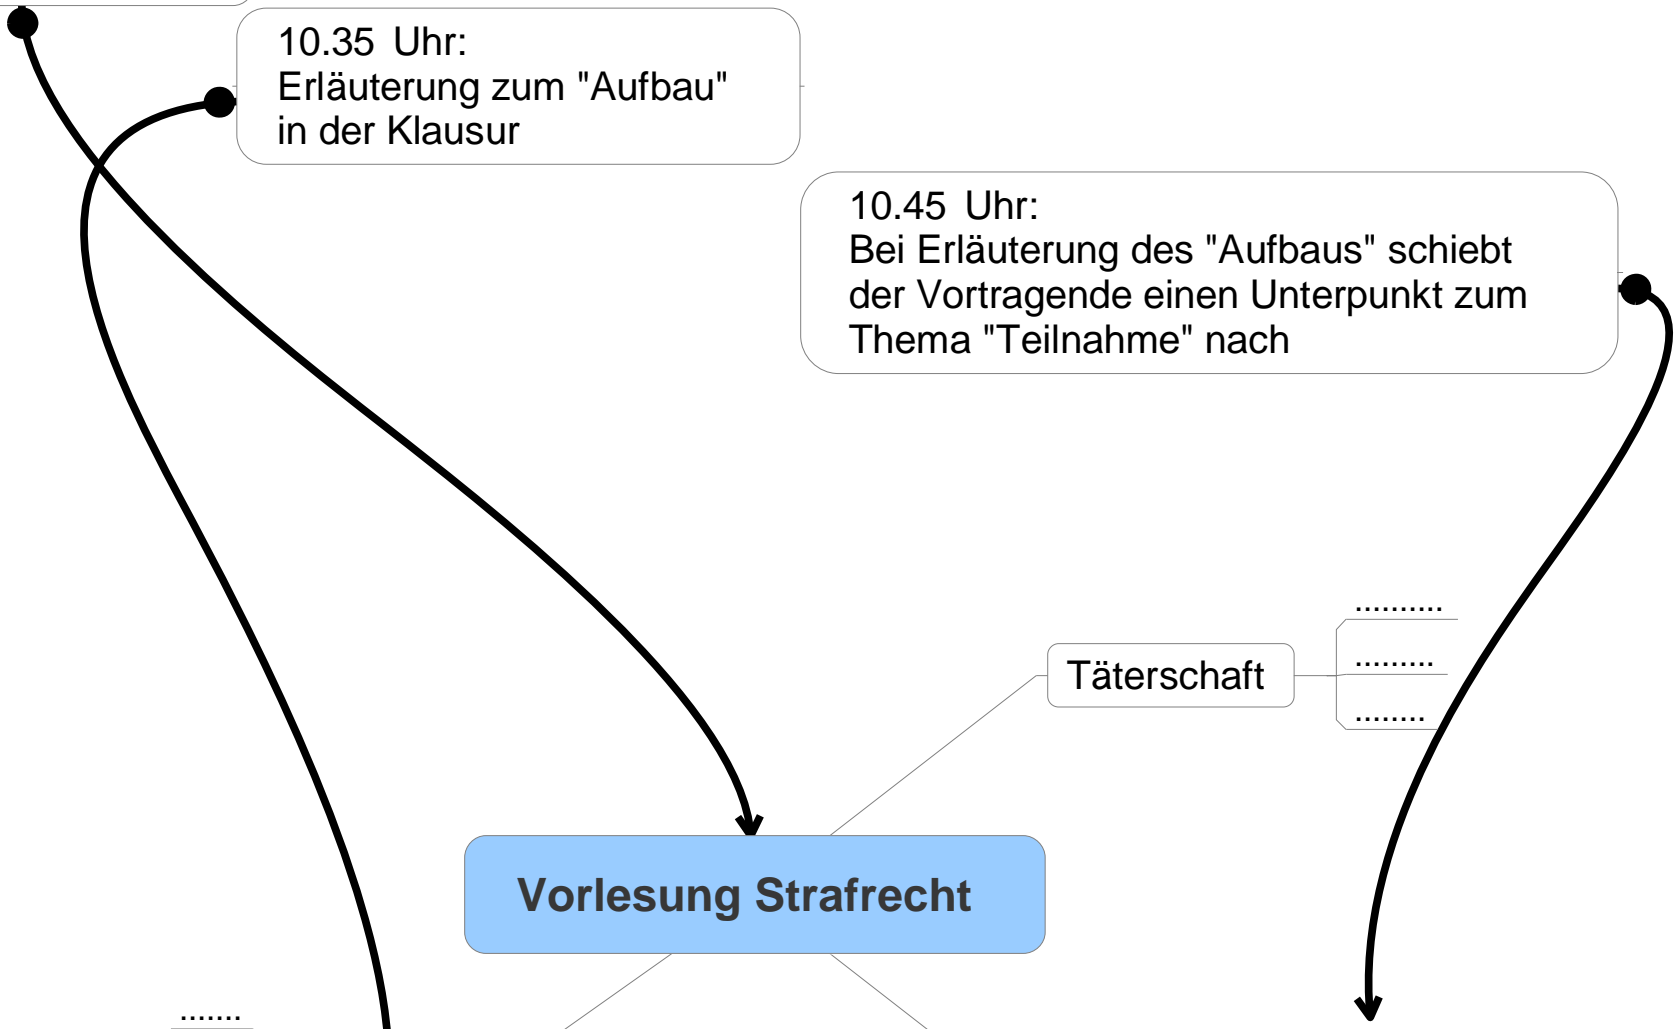 10.35 Uhr:
Erläuterung zum "Aufbau"
in der Klausur
10.45 Uhr:
Bei Erläuterung des "Aufbaus" schiebt
der Vortragende einen Unterpunkt zum
Thema "Teilnahme" nach
..........
Täterschaft
.........
........
Vorlesung Strafrecht
.......